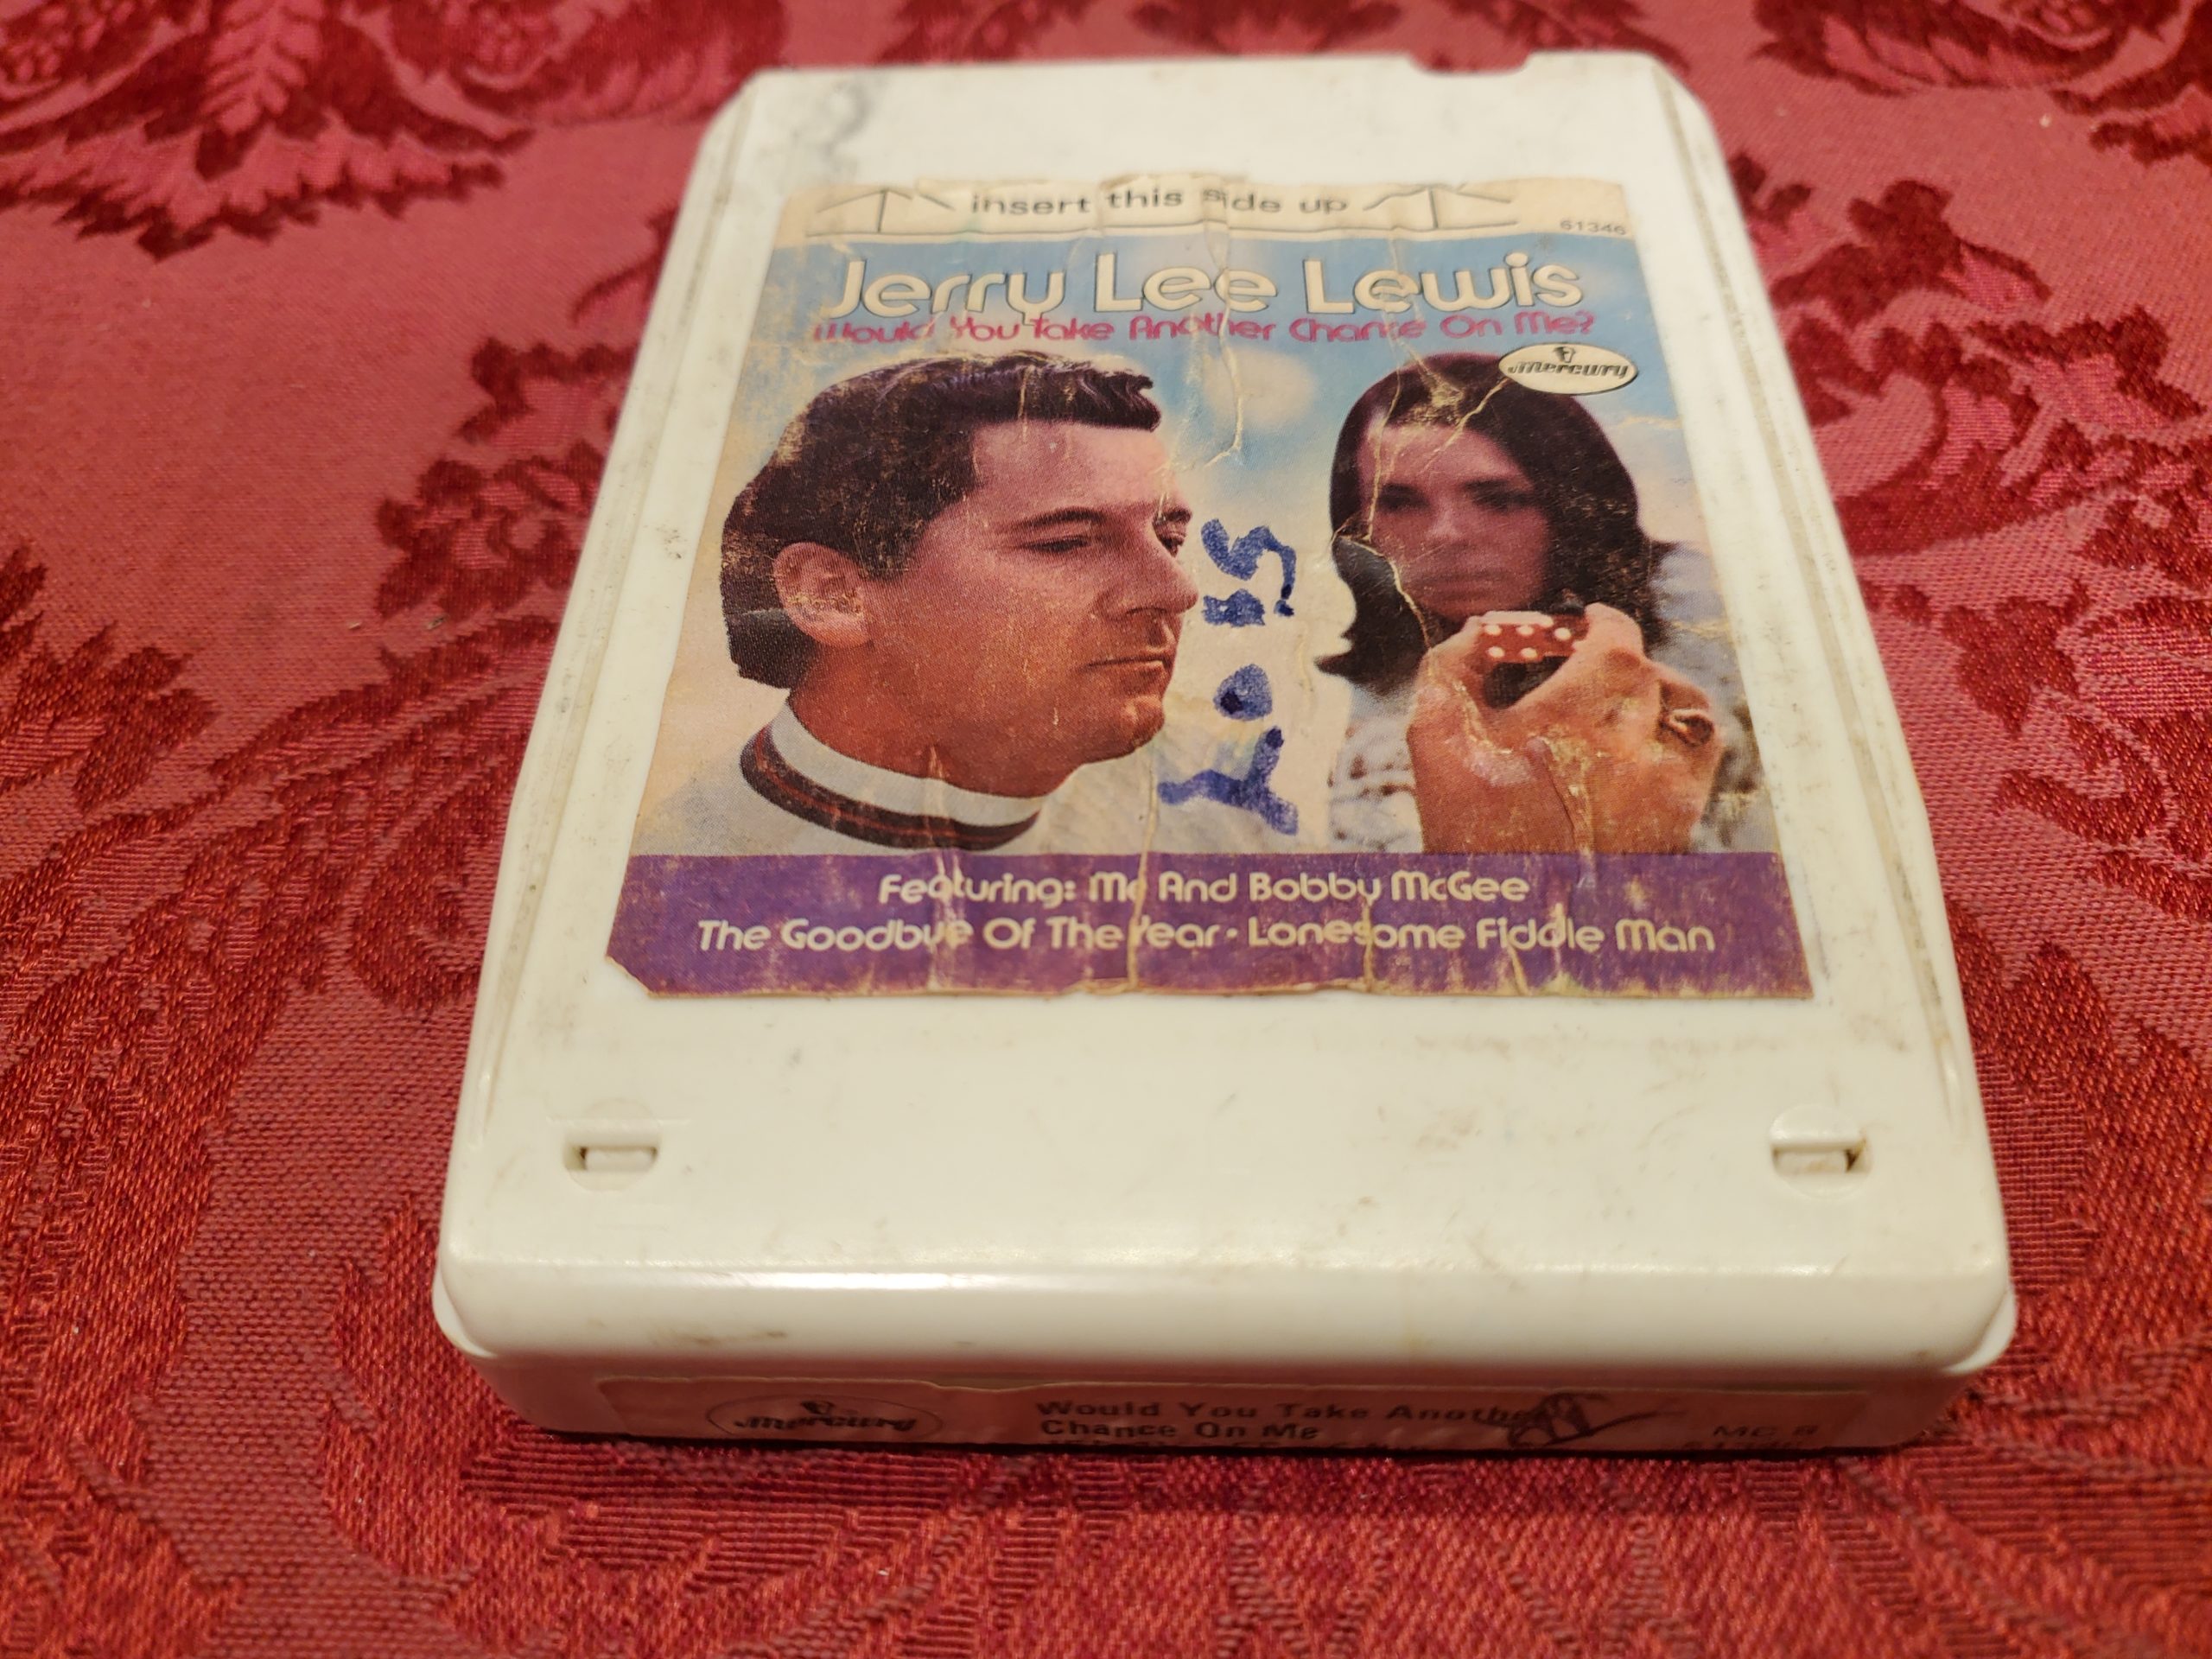 insert this side up
61346
Jerry Lee Lewis
Would You Take Another Chance On Me?
mercury
Featuring: Me And Bobby McGee
The Goodbye Of The Year · Lonesome Fiddle Man
mercury
Would You Take Another
Chance On Me
MC 8